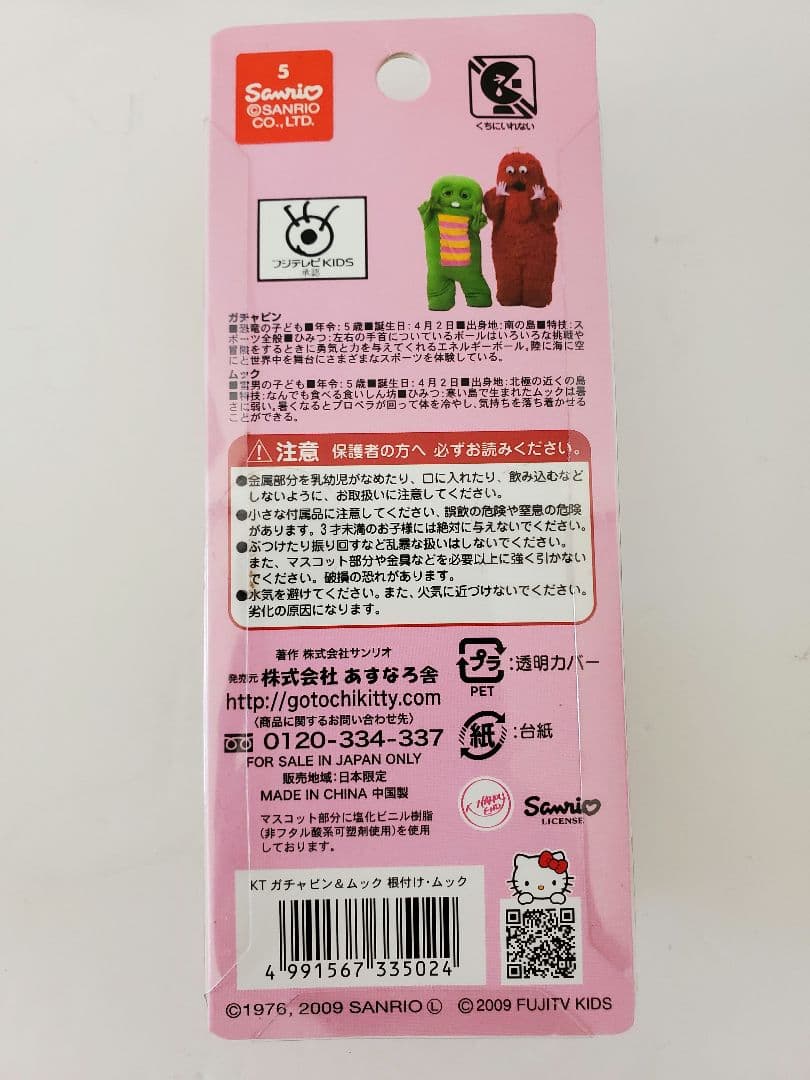 5
Sanrio
©SANRIO
CO., LTD.
くちにいれない
フジテレビKIDS
承認
ガチャピン
■恐竜の子ども■年令:5歳■誕生日:4月2日■出身地:南の島■特技:ス
ポーツ全般■ひみつ:左右の手首についているボールはいろいろな挑戦や
冒険をするときに勇気と力を与えてくれるエネルギーボール。陸に海に空
にと世界中を舞台にさまざまなスポーツを体験している。
ムック
■雪男の子ども■年令:5歳■誕生日:4月2日■出身地:北極の近くの島
■特技:なんでも食べる食いしん坊■ひみつ:寒い島で生まれたムックは暑
さに弱い。暑くなるとプロペラが回って体を冷やし、気持ちを落ち着かせる
ことができる。
注意 保護者の方へ 必ずお読みください。
●金属部分を乳幼児がなめたり、口に入れたり、飲み込むなど
しないように、お取扱いに注意してください。
●小さな付属品に注意してください、誤飲の危険や窒息の危険
があります。3才未満のお子様には絶対に与えないでください。
●ぶつけたり振り回すなど乱暴な扱いはしないでください。
また、マスコット部分や金具などを必要以上に強く引かない
でください。破損の恐れがあります。
●水気を避けてください。また、火気に近づけないでください。
劣化の原因になります。
著作 株式会社サンリオ
発売元 株式会社 あすなろ舎
http://gotochikitty.com
〈商品に関するお問い合わせ先〉
0120-334-337
FOR SALE IN JAPAN ONLY
販売地域:日本限定
MADE IN CHINA 中国製
マスコット部分に塩化ビニル樹脂
(非フタル酸系可塑剤使用)を使用
しております。
プラ :透明カバー
PET
紙 :台紙
Sanrio
LICENSE
KT ガチャピン&ムック 根付け・ムック
4 991567 335024
©1976, 2009 SANRIO Ⓛ ©2009 FUJITV KIDS